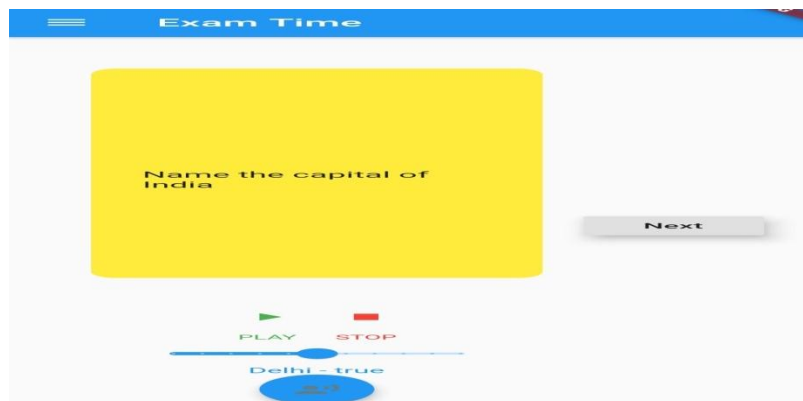 Exam Time
Name the capital of
India
Next
PLAY STOP
Delhi - true